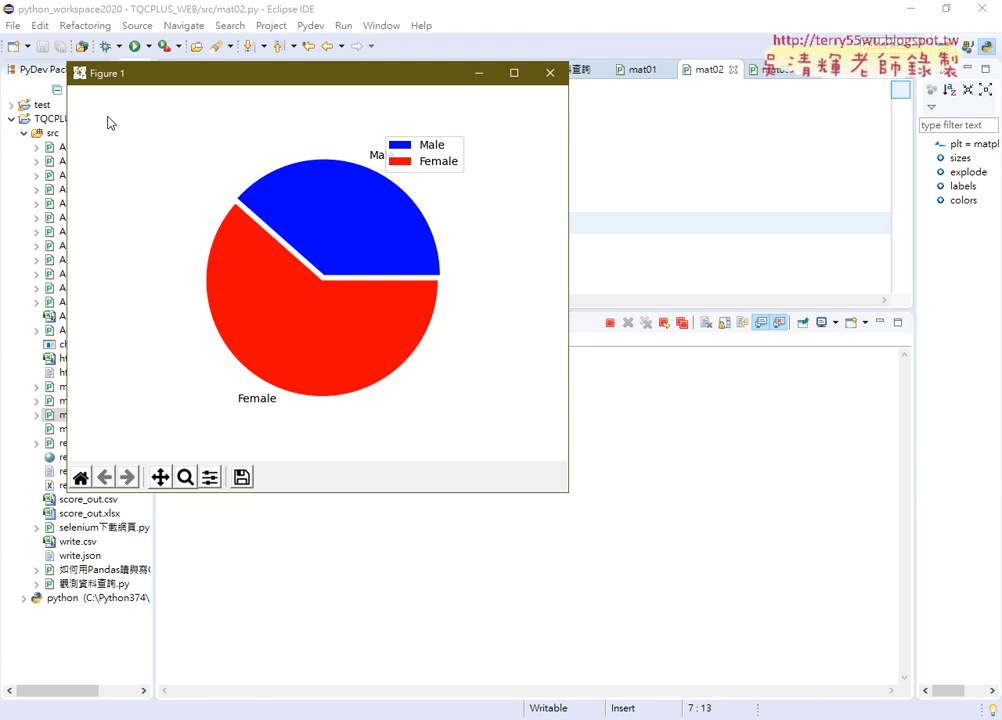 python_workspace2020 - TQCPLUS_WEB/src/mat02.py - Eclipse IDE
File Edit Refactoring Source Navigate Search Project Pydev Run Window Help
http://terry55wu.blogspot.tw
吳清輝老師錄製
PyDev Pac
查詢
mat01
mat02
Figure 1
Male
Female
Ma
Female
type filter text
plt = matpl
sizes
explode
labels
colors
test
TQCPL
src
score_out.csv
score_out.xlsx
selenium下載網頁.py
write.csv
write.json
如何用Pandas讀與寫
觀測資料查詢.py
python (C:\Python374\
Writable
Insert
7 : 13